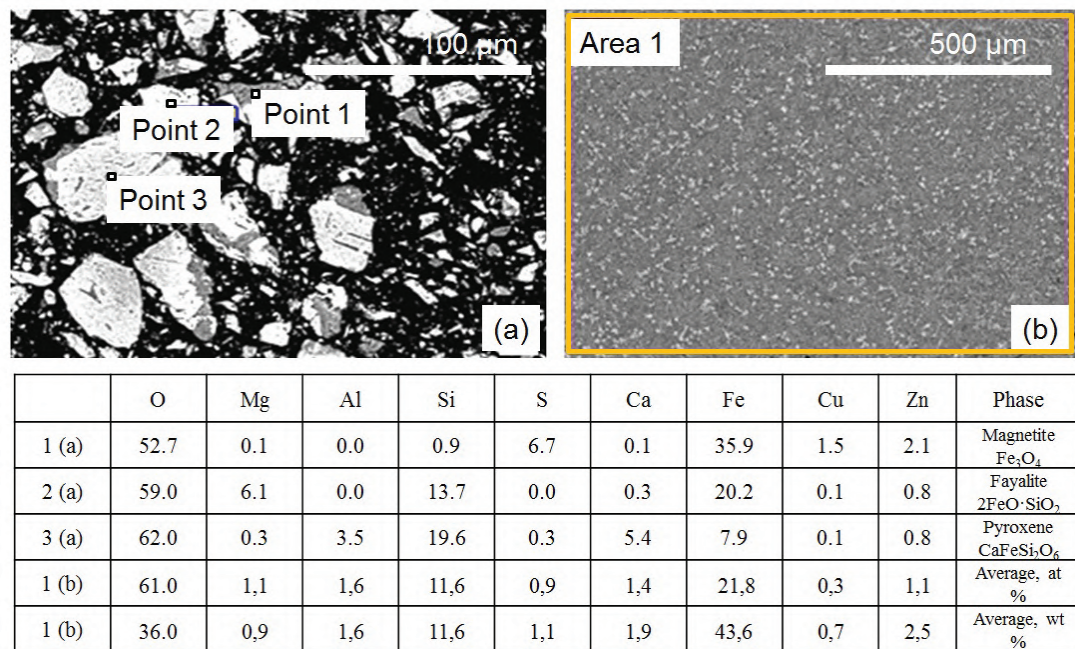 100 µm
Point 1
Point 2
Point 3
(a)
Area 1
500 µm
(b)
O Mg Al Si S Ca Fe Cu Zn Phase
1 (a) 52.7 0.1 0.0 0.9 6.7 0.1 35.9 1.5 2.1 Magnetite Fe₃O₄
2 (a) 59.0 6.1 0.0 13.7 0.0 0.3 20.2 0.1 0.8 Fayalite 2FeO·SiO₂
3 (a) 62.0 0.3 3.5 19.6 0.3 5.4 7.9 0.1 0.8 Pyroxene CaFeSi₂O₆
1 (b) 61.0 1,1 1,6 11,6 0,9 1,4 21,8 0,3 1,1 Average, at %
1 (b) 36.0 0,9 1,6 11,6 1,1 1,9 43,6 0,7 2,5 Average, wt %